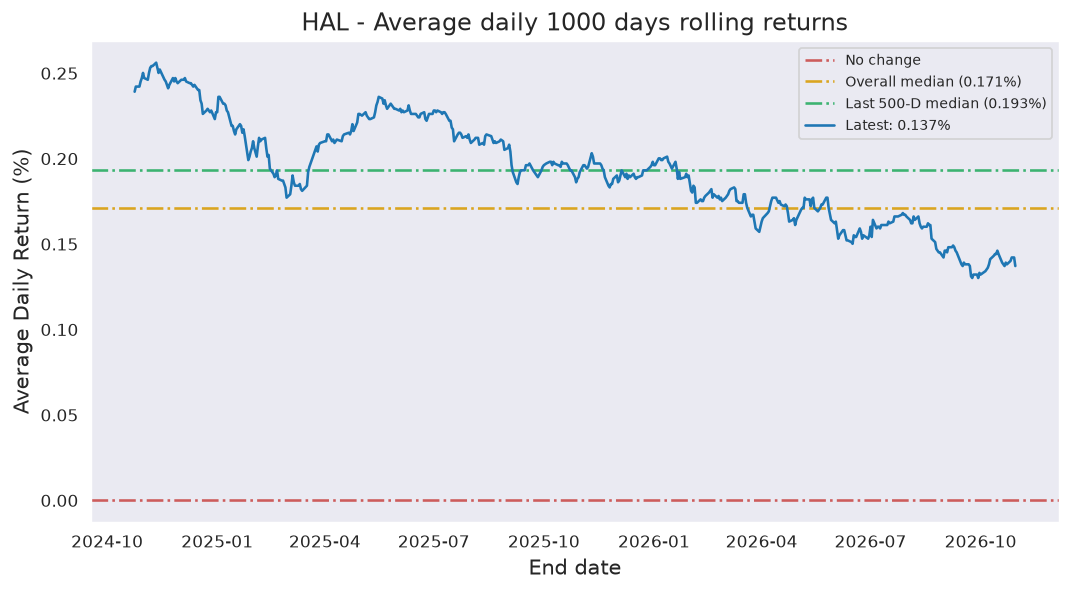 HAL - Average daily 1000 days rolling returns
No change
Overall median (0.171%)
Last 500-D median (0.193%)
Latest: 0.137%
Average Daily Return (%)
0.25
0.20
0.15
0.10
0.05
0.00
2024-10 2025-01 2025-04 2025-07 2025-10 2026-01 2026-04 2026-07 2026-10
End date